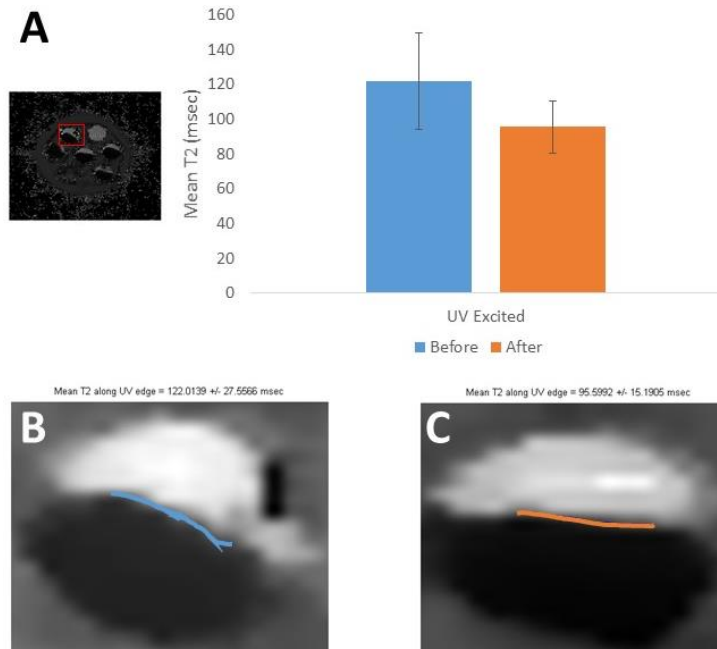 A
160
140
120
100
80
60
40
20
0
Mean T2 (msec)
UV Excited
Before After
Mean T2 along UV edge = 122.0139 +/- 27.5566 msec
Mean T2 along UV edge = 95.5992 +/- 15.1905 msec
B
C